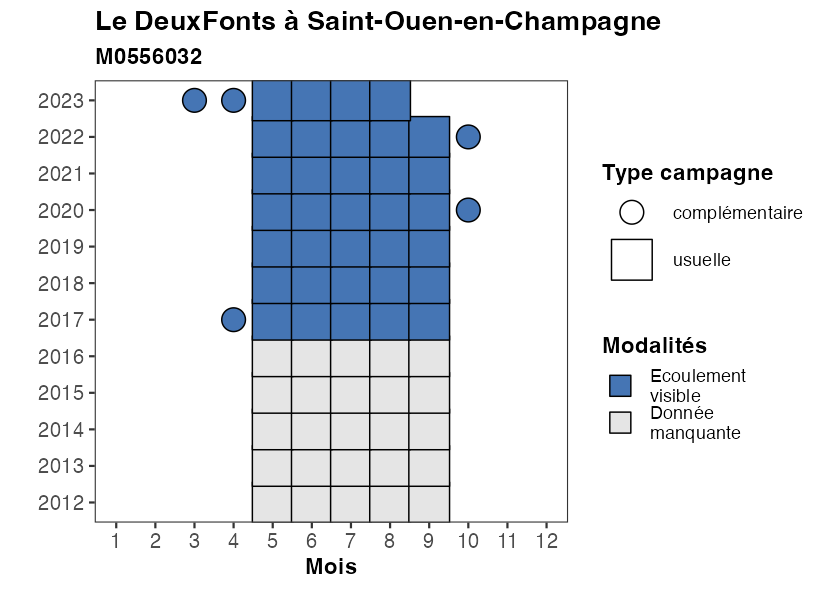 Le DeuxFonts à Saint-Ouen-en-Champagne
M0556032
2023
2022
2021
2020
2019
2018
2017
2016
2015
2014
2013
2012
1 2 3 4 5 6 7 8 9 10 11 12
Mois
Type campagne
complémentaire
usuelle
Modalités
Ecoulement
visible
Donnée
manquante